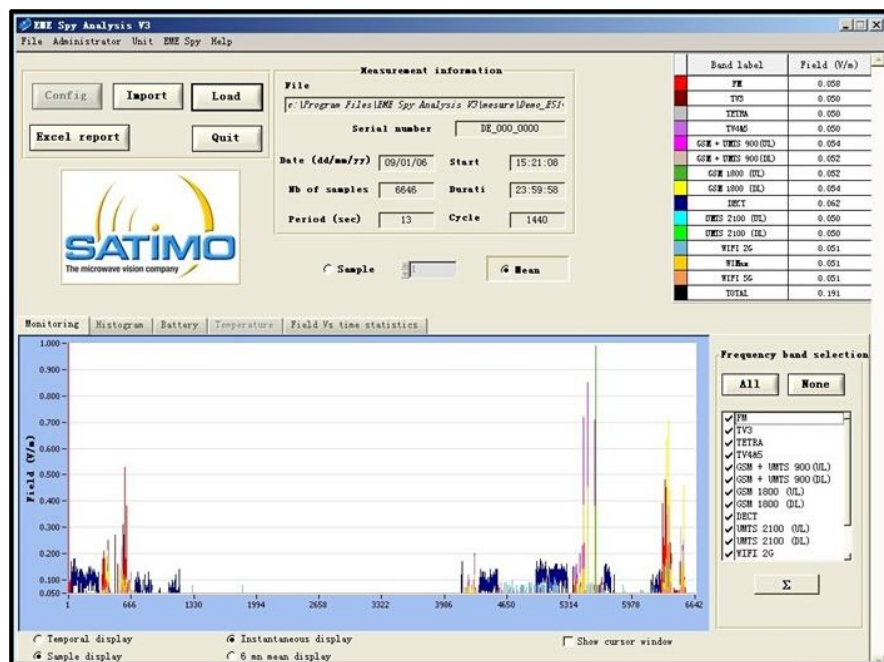 EME Spy Analysis V3
File Administrator Unit EME Spy Help
Config Import Load
Excel report Quit
SATIMO
The microwave vision company
Measurement information
File
c:\Program Files\EME Spy Analysis V3\mesure\Demo_ESI
Serial number DE_000_0000
Date (dd/mm/yy) 09/01/06 Start 15:21:08
Nb of samples 6646 Durati 23:59:58
Period (sec) 13 Cycle 1440
Sample 1 Mean
Band label Field (V/m)
FM 0.058
TV3 0.050
TETRA 0.050
TV4&5 0.050
GSM + UMTS 900(UL) 0.054
GSM + UMTS 900(DL) 0.052
GSM 1800 (UL) 0.052
GSM 1800 (DL) 0.054
DECT 0.062
UMTS 2100 (UL) 0.050
UMTS 2100 (DL) 0.050
WIFI 2G 0.051
WIMax 0.051
WIFI 5G 0.051
TOTAL 0.191
Monitoring Histogram Battery Temperature Field Vs time statistics
Field (V/m)
1.000
0.900
0.800
0.700
0.600
0.500
0.400
0.300
0.200
0.100
0.050
1 666 1330 1994 2658 3322 3986 4650 5314 5978 6642
Frequency band selection
All None
FM
TV3
TETRA
TV4&5
GSM + UMTS 900(UL)
GSM + UMTS 900(DL)
GSM 1800 (UL)
GSM 1800 (DL)
DECT
UMTS 2100 (UL)
UMTS 2100 (DL)
WIFI 2G
Σ
Temporal display Instantaneous display Show cursor window
Sample display 6 mn mean display